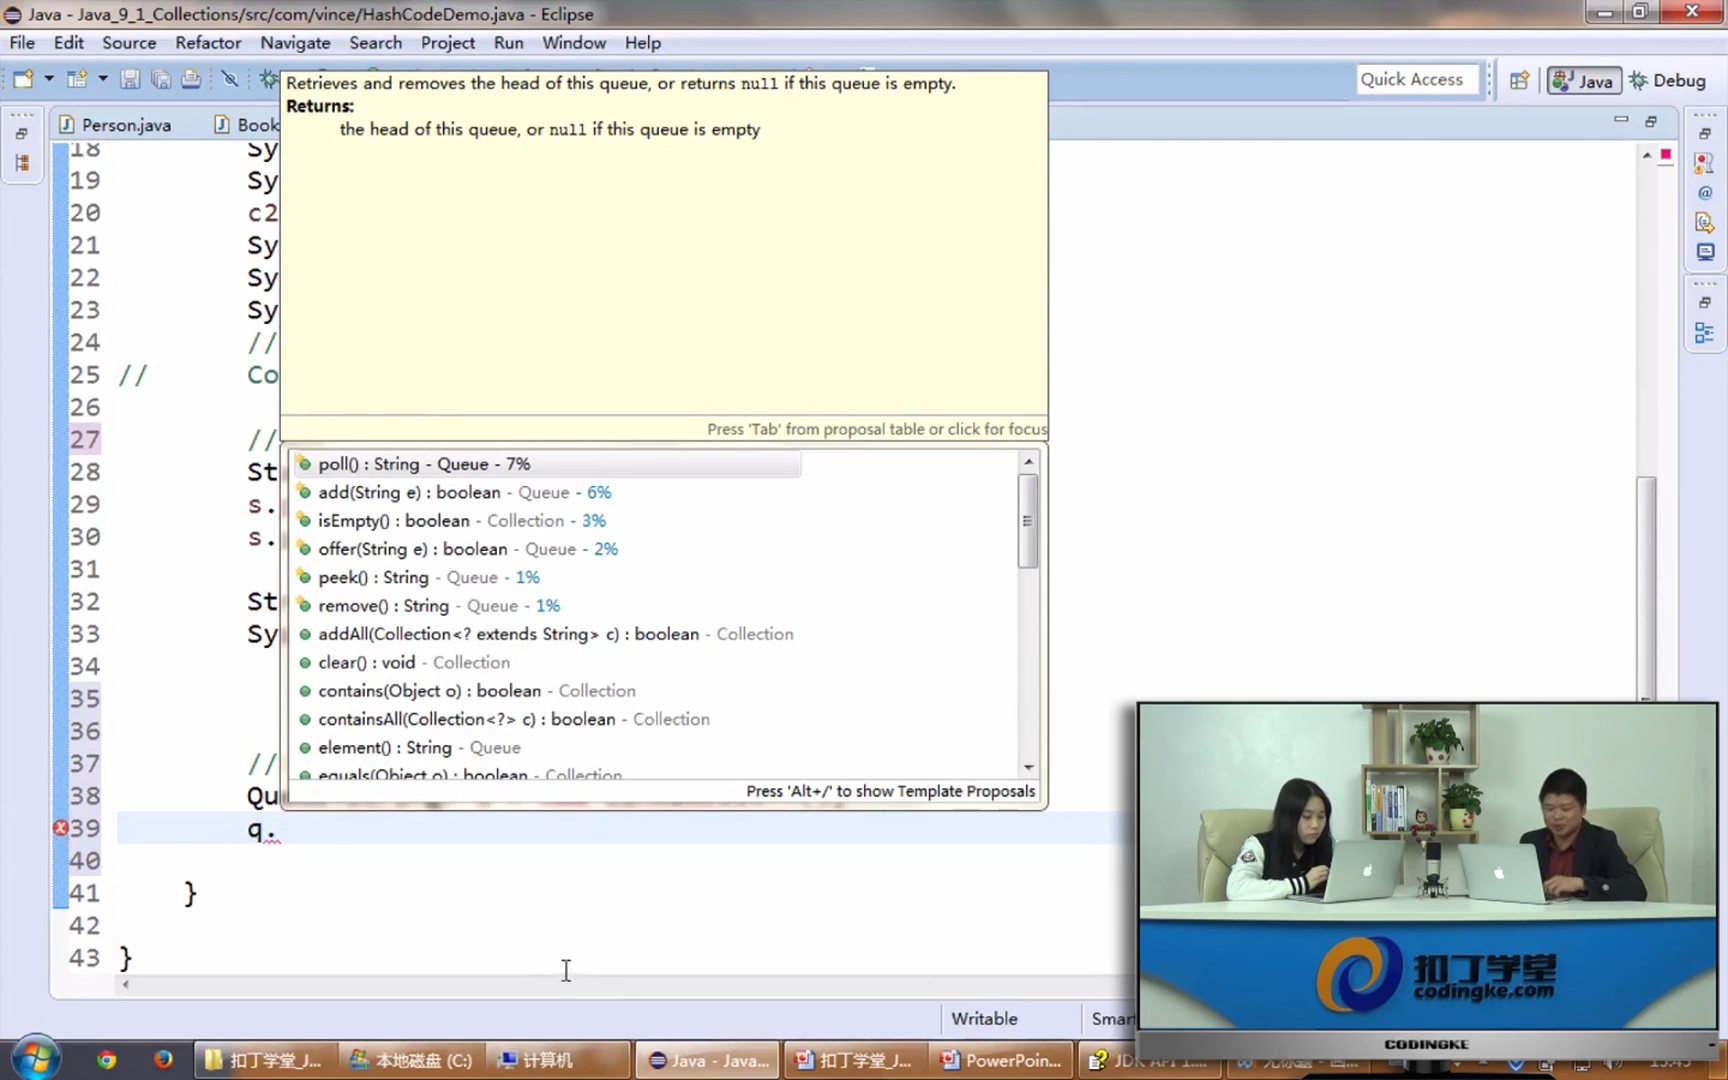 Java - Java_9_1_Collections/src/com/vince/HashCodeDemo.java - Eclipse
File Edit Source Refactor Navigate Search Project Run Window Help
Quick Access
Java
Debug
Person.java
Book
Retrieves and removes the head of this queue, or returns null if this queue is empty.
Returns:
the head of this queue, or null if this queue is empty
Press 'Tab' from proposal table or click for focus
18 Sy
19 Sy
20 c2
21 Sy
22 Sy
23 Sy
24 //
25 // Co
26
27 //
28 St
29 s.
30 s.
31
32 St
33 Sy
34
35
36
37 //
38 Qu
39 q.
40
41 }
42
43 }
poll() : String - Queue - 7%
add(String e) : boolean - Queue - 6%
isEmpty() : boolean - Collection - 3%
offer(String e) : boolean - Queue - 2%
peek() : String - Queue - 1%
remove() : String - Queue - 1%
addAll(Collection<? extends String> c) : boolean - Collection
clear() : void - Collection
contains(Object o) : boolean - Collection
containsAll(Collection<?> c) : boolean - Collection
element() : String - Queue
equals(Object o) : boolean - Collection
Press 'Alt+/' to show Template Proposals
Writable
Smar
扣丁学堂
codingke.com
CODINGKE
扣丁学堂_J...
本地磁盘 (C:)
计算机
Java - Java...
扣丁学堂_J...
PowerPoin...
JDK API 1...